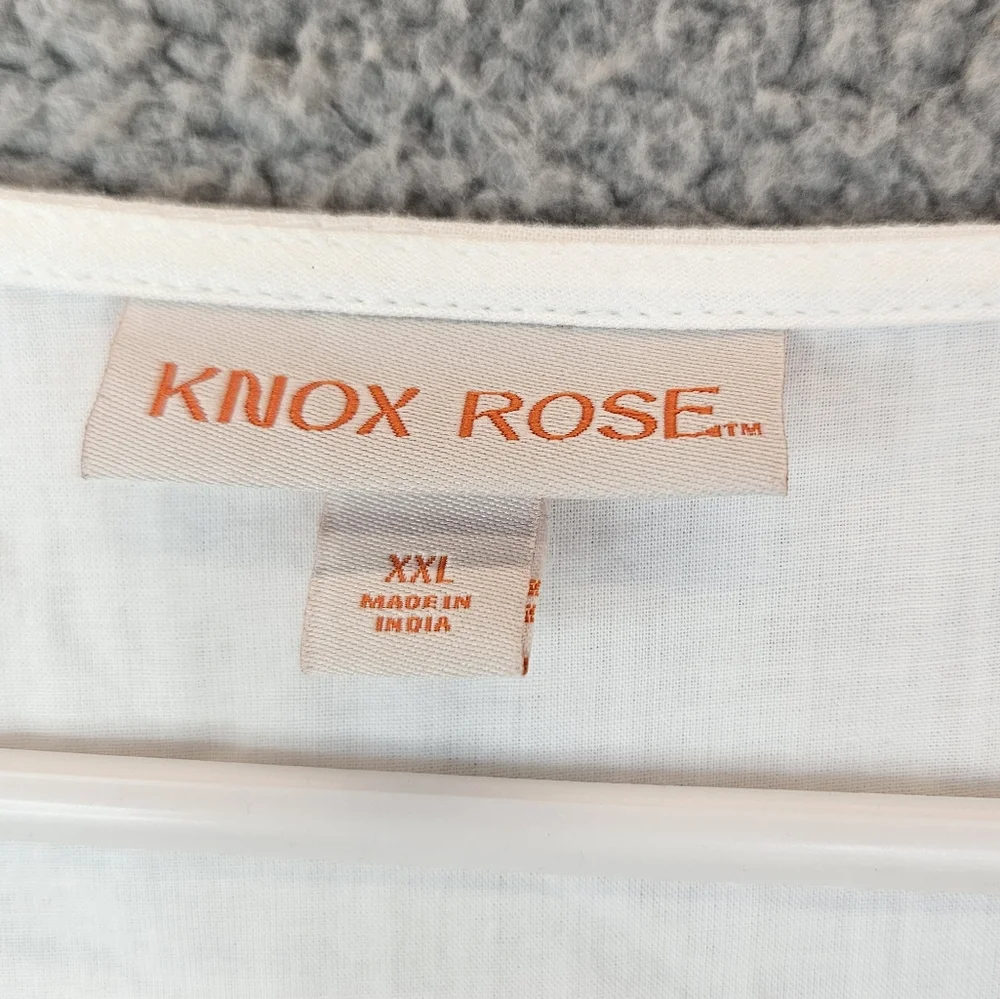 KNOX ROSE™
XXL
MADE IN
INDIA